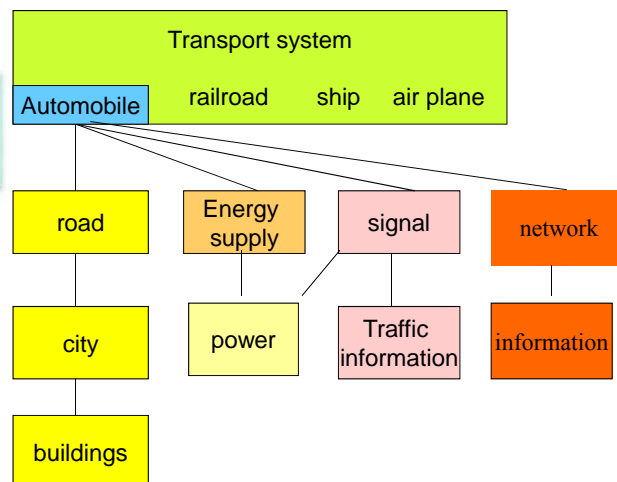 Transport system
Automobile railroad ship air plane
road
Energy
supply
signal
network
city
power
Traffic
information
information
buildings